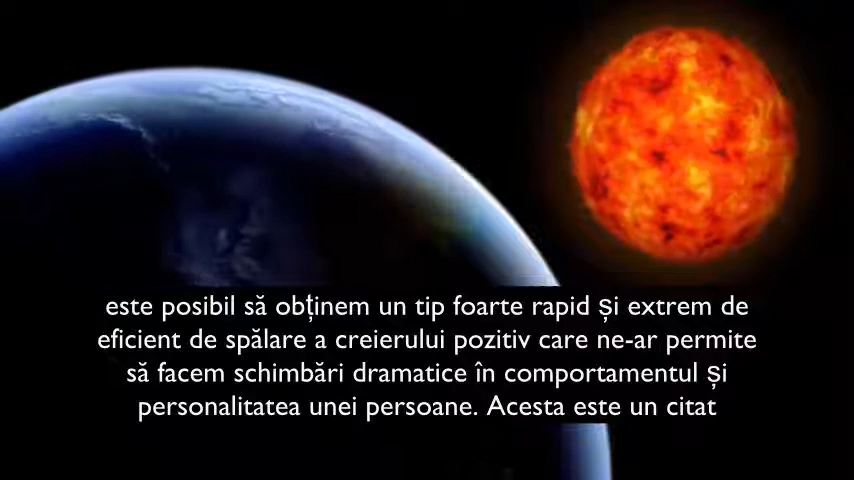 este posibil să obținem un tip foarte rapid și extrem de
eficient de spălare a creierului pozitiv care ne-ar permite
să facem schimbări dramatice în comportamentul și
personalitatea unei persoane. Acesta este un citat